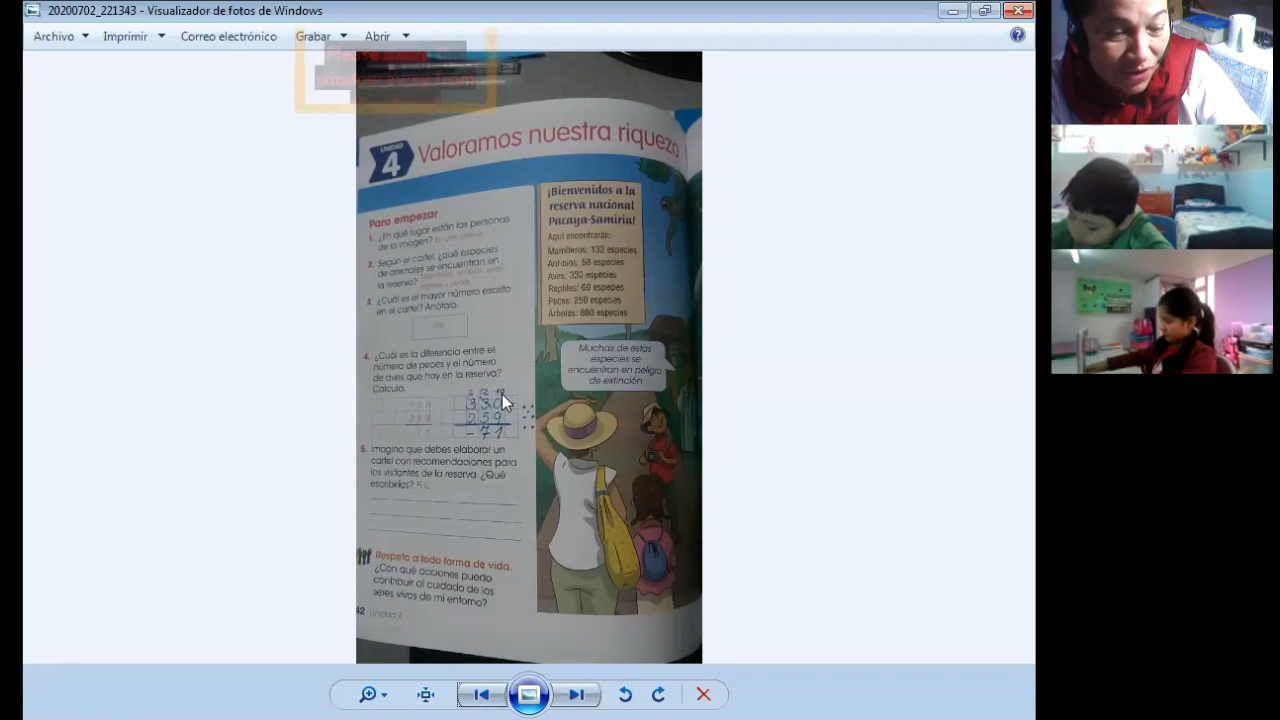 20200702_221343 - Visualizador de fotos de Windows
Archivo Imprimir Correo electrónico Grabar Abrir
UNIDAD 4
Valoramos nuestra riqueza
Para empezar
1. ¿En qué lugar están las personas
de la imagen?
2. Según el cartel, ¿qué especies
de animales se encuentran en
la reserva?
3. ¿Cuál es el mayor número escrito
en el cartel? Anótalo.
4. ¿Cuál es la diferencia entre el
número de peces y el número
de aves que hay en la reserva?
Calcula.
2 12 10
330
259
- 71
5. Imagina que debes elaborar un
cartel con recomendaciones para
los visitantes de la reserva. ¿Qué
escribirías?
Respeto a toda forma de vida.
¿Con qué acciones puedo
contribuir al cuidado de los
seres vivos de mi entorno?
42 Unidad 4
¡Bienvenidos a la
reserva nacional
Pacaya-Samiria!
Aquí encontrarán:
Mamíferos: 132 especies
Anfibios: 58 especies
Aves: 330 especies
Reptiles: 69 especies
Peces: 259 especies
Árboles: 880 especies
Muchas de estas
especies se
encuentran en peligro
de extinción.